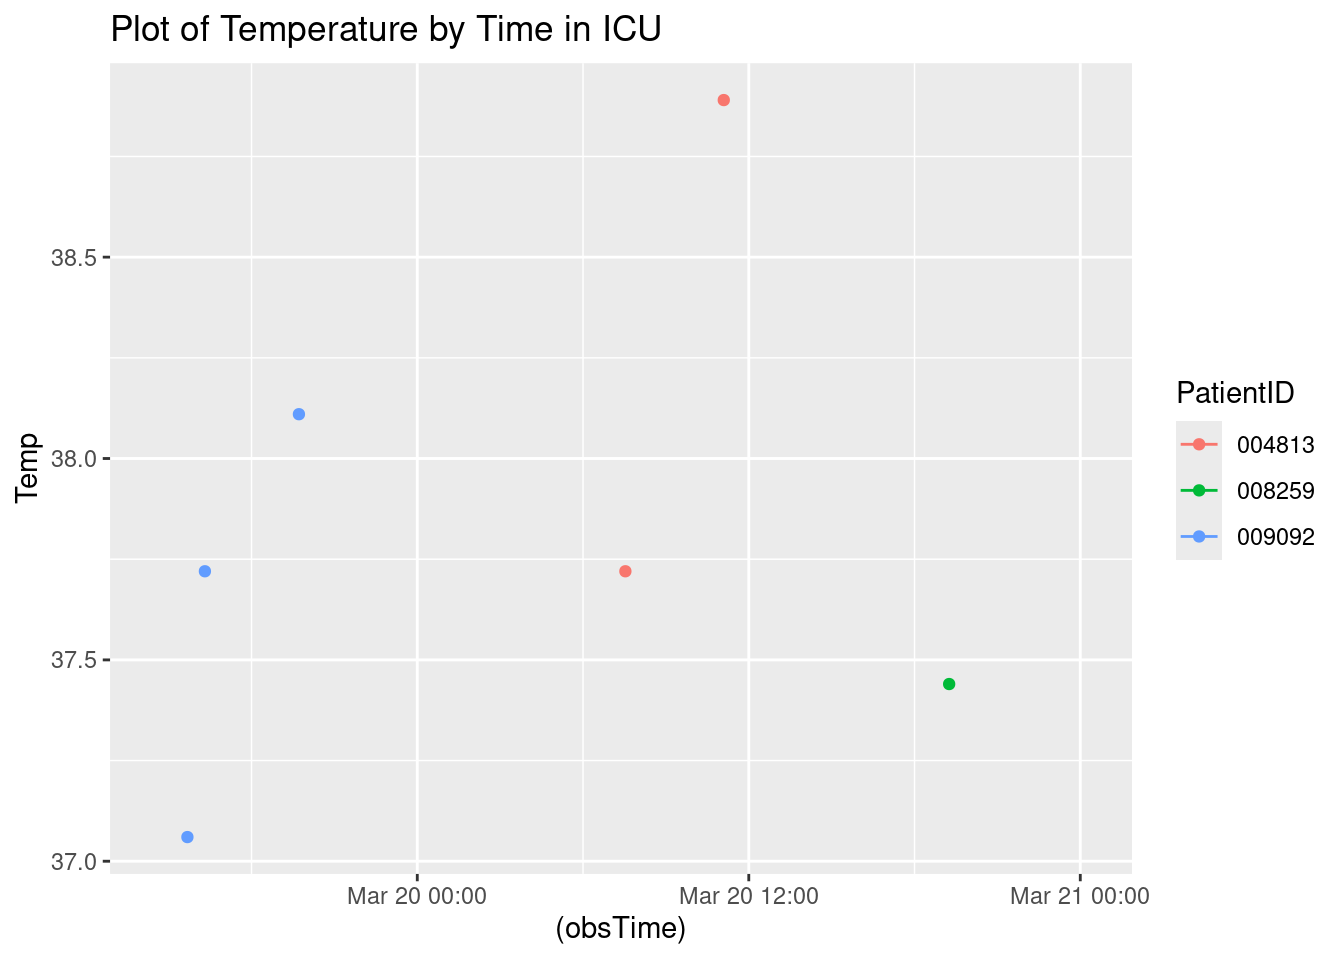 Plot of Temperature by Time in ICU
38.5
38.0
37.5
37.0
Temp
Mar 20 00:00
Mar 20 12:00
Mar 21 00:00
(obsTime)
PatientID
004813
008259
009092